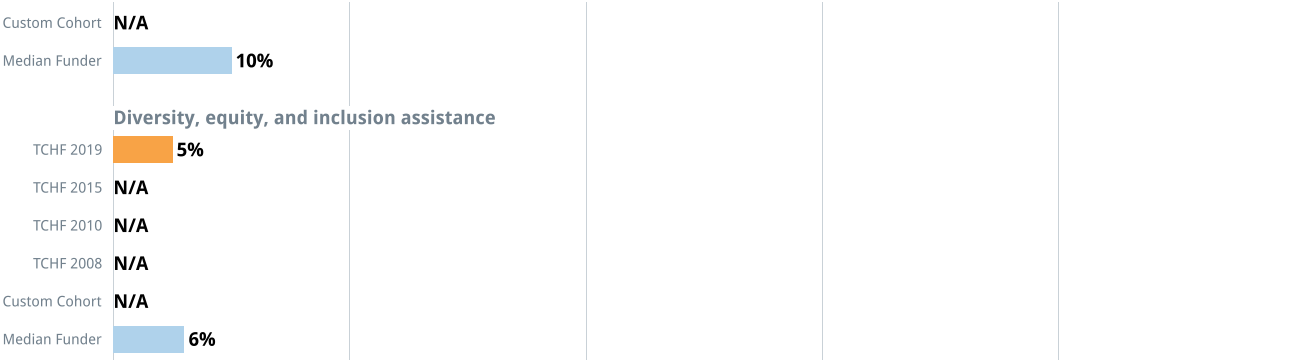 Custom Cohort N/A
Median Funder 10%
Diversity, equity, and inclusion assistance
TCHF 2019 5%
TCHF 2015 N/A
TCHF 2010 N/A
TCHF 2008 N/A
Custom Cohort N/A
Median Funder 6%